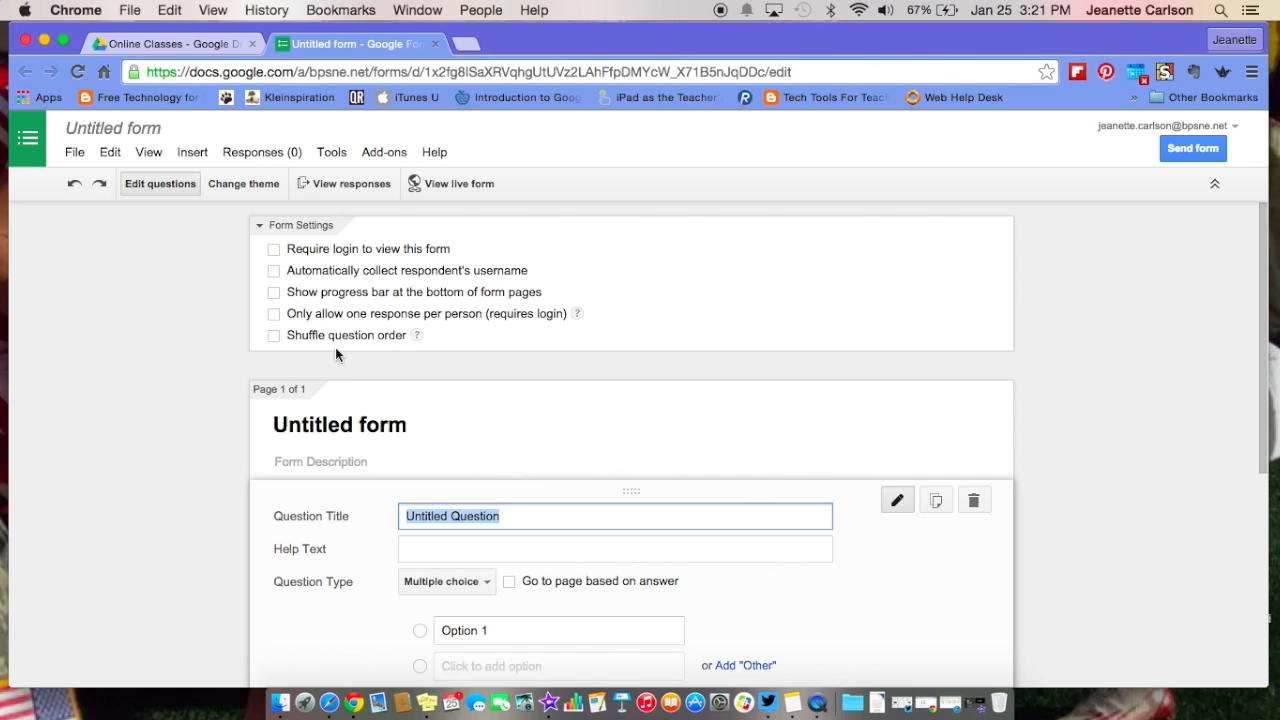 Chrome File Edit View History Bookmarks Window People Help 67% Jan 25 3:21 PM Jeanette Carlson
Online Classes - Google Dr × Untitled form - Google For × Jeanette
https://docs.google.com/a/bpsne.net/forms/d/1x2fg8lSaXRVqhgUtUVz2LAhFfpDMYcW_X71B5nJqDDc/edit
Apps Free Technology for Kleinspiration QR iTunes U Introduction to Goog iPad as the Teacher' Tech Tools For Teac Web Help Desk » Other Bookmarks
Untitled form
jeanette.carlson@bpsne.net
File Edit View Insert Responses (0) Tools Add-ons Help
Send form
Edit questions Change theme View responses View live form
Form Settings
Require login to view this form
Automatically collect respondent's username
Show progress bar at the bottom of form pages
Only allow one response per person (requires login) ?
Shuffle question order ?
Page 1 of 1
Untitled form
Form Description
Question Title Untitled Question
Help Text
Question Type Multiple choice Go to page based on answer
Option 1
Click to add option or Add "Other"